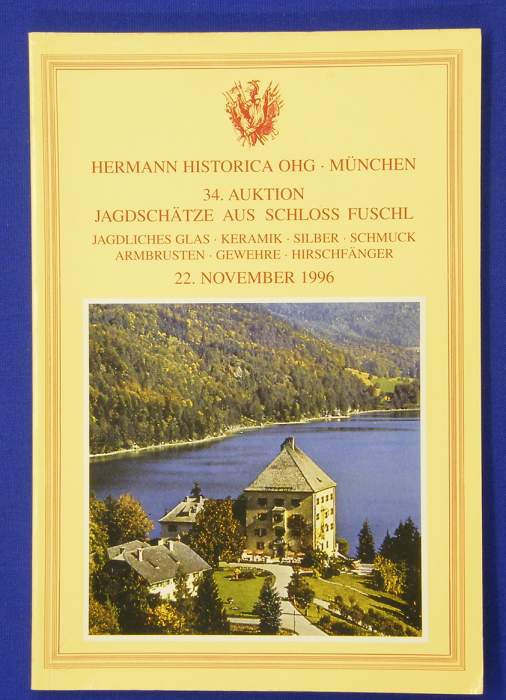 HERMANN HISTORICA OHG · MÜNCHEN
34. AUKTION
JAGDSCHÄTZE AUS SCHLOSS FUSCHL
JAGDLICHES GLAS · KERAMIK · SILBER · SCHMUCK
ARMBRUSTEN · GEWEHRE · HIRSCHFÄNGER
22. NOVEMBER 1996